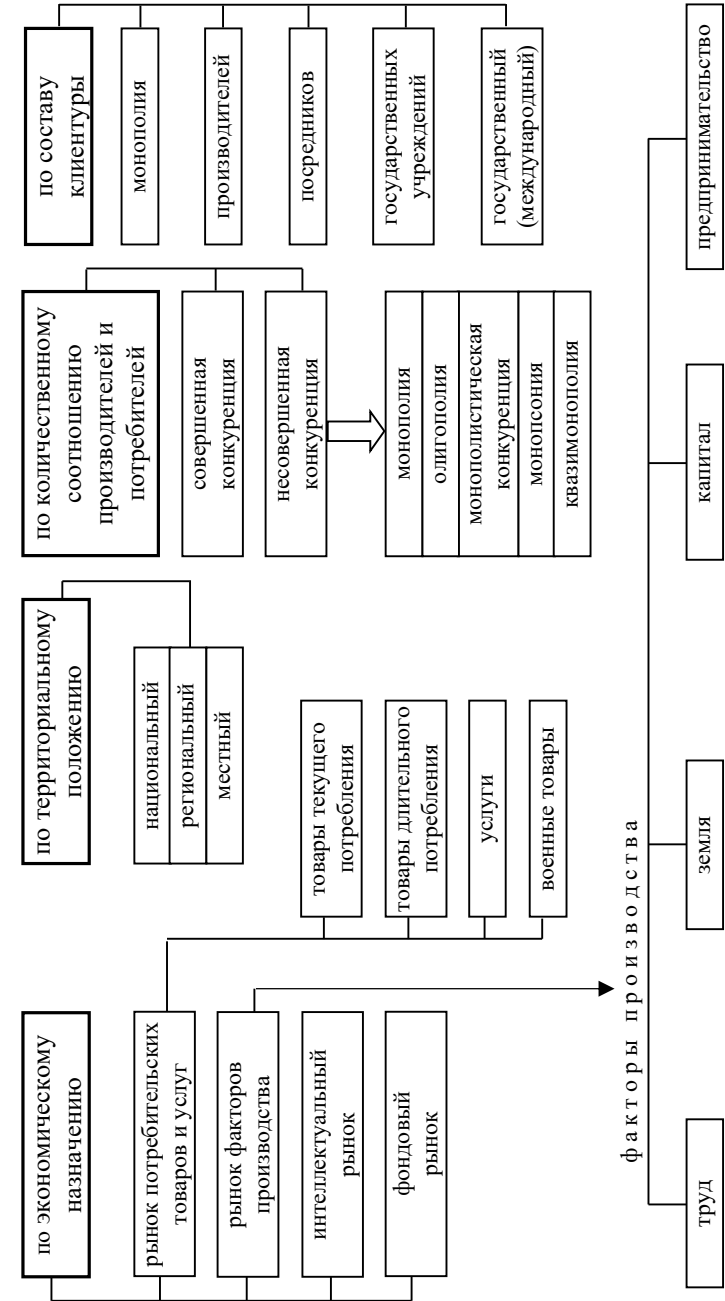 по экономическому
назначению
рынок потребительских
товаров и услуг
рынок факторов
производства
интеллектуальный
рынок
фондовый
рынок
товары текущего
потребления
товары длительного
потребления
услуги
военные товары
по территориальному
положению
национальный
региональный
местный
по количественному
соотношению
производителей и
потребителей
совершенная
конкуренция
несовершенная
конкуренция
монополия
олигополия
монополистическая
конкуренция
монопсония
квазимонополия
по составу
клиентуры
монополия
производителей
посредников
государственных
учреждений
государственный
(международный)
факторы производства
труд
земля
капитал
предпринимательство